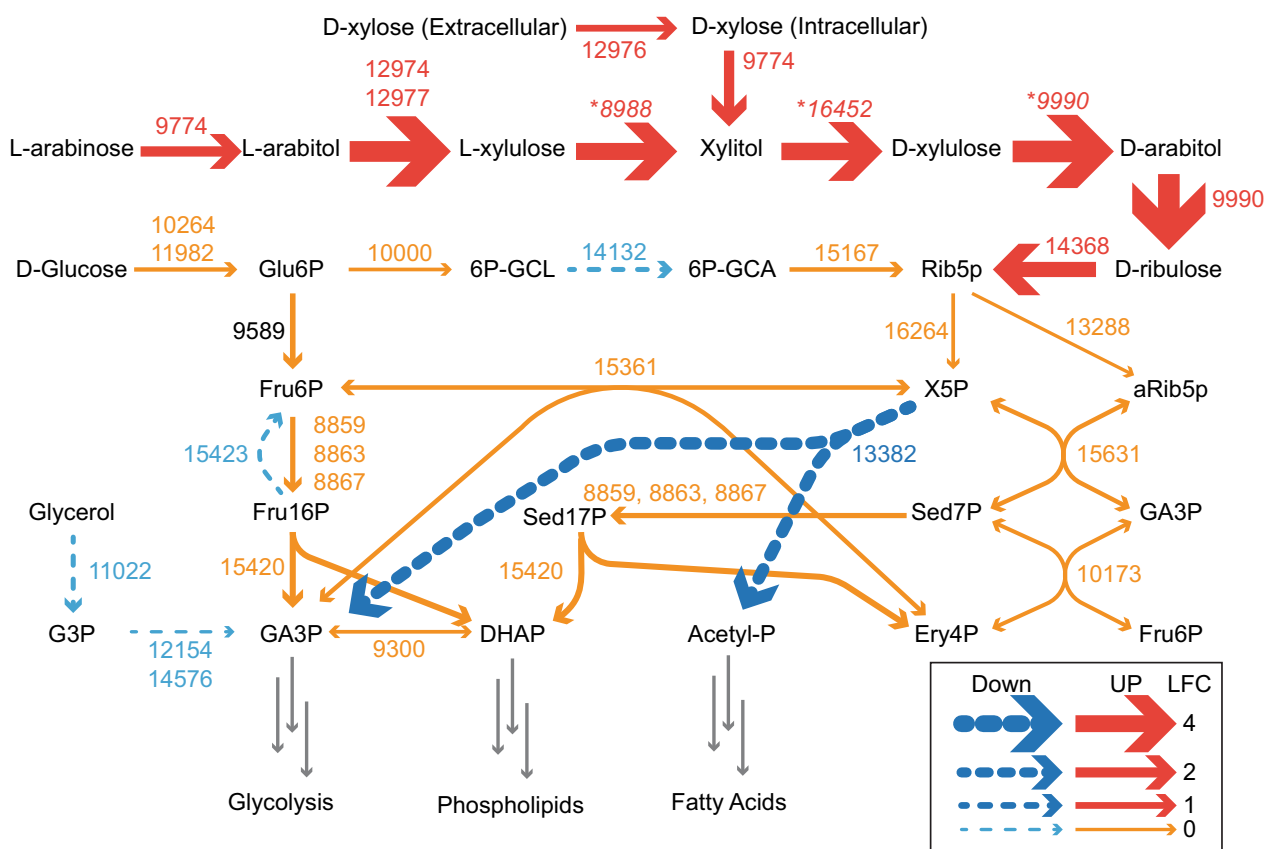 D-xylose (Extracellular)
D-xylose (Intracellular)
12976
12974
12977
9774
9774
*8988
*16452
*9990
L-arabinose
L-arabitol
L-xylulose
Xylitol
D-xylulose
D-arabitol
9990
10264
11982
10000
14132
15167
14368
D-Glucose
Glu6P
6P-GCL
6P-GCA
Rib5p
D-ribulose
9589
16264
13288
15361
Fru6P
X5P
aRib5p
8859
8863
8867
15423
13382
15631
8859, 8863, 8867
Glycerol
Fru16P
Sed17P
Sed7P
GA3P
11022
15420
15420
10173
G3P
GA3P
DHAP
Acetyl-P
Ery4P
Fru6P
12154
14576
9300
Glycolysis
Phospholipids
Fatty Acids
Down UP LFC
4
2
1
0